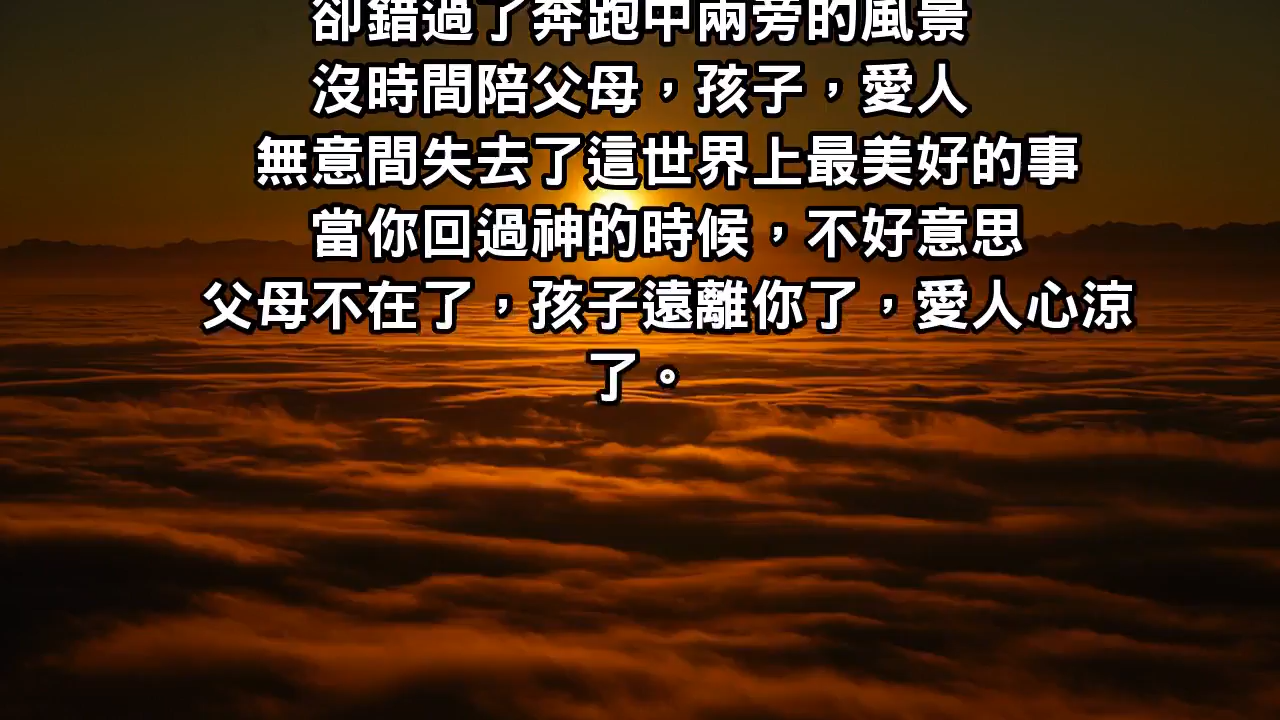 卻錯過了奔跑中兩旁的風景
沒時間陪父母，孩子，愛人
無意間失去了這世界上最美好的事
當你回過神的時候，不好意思
父母不在了，孩子遠離你了，愛人心涼
了。